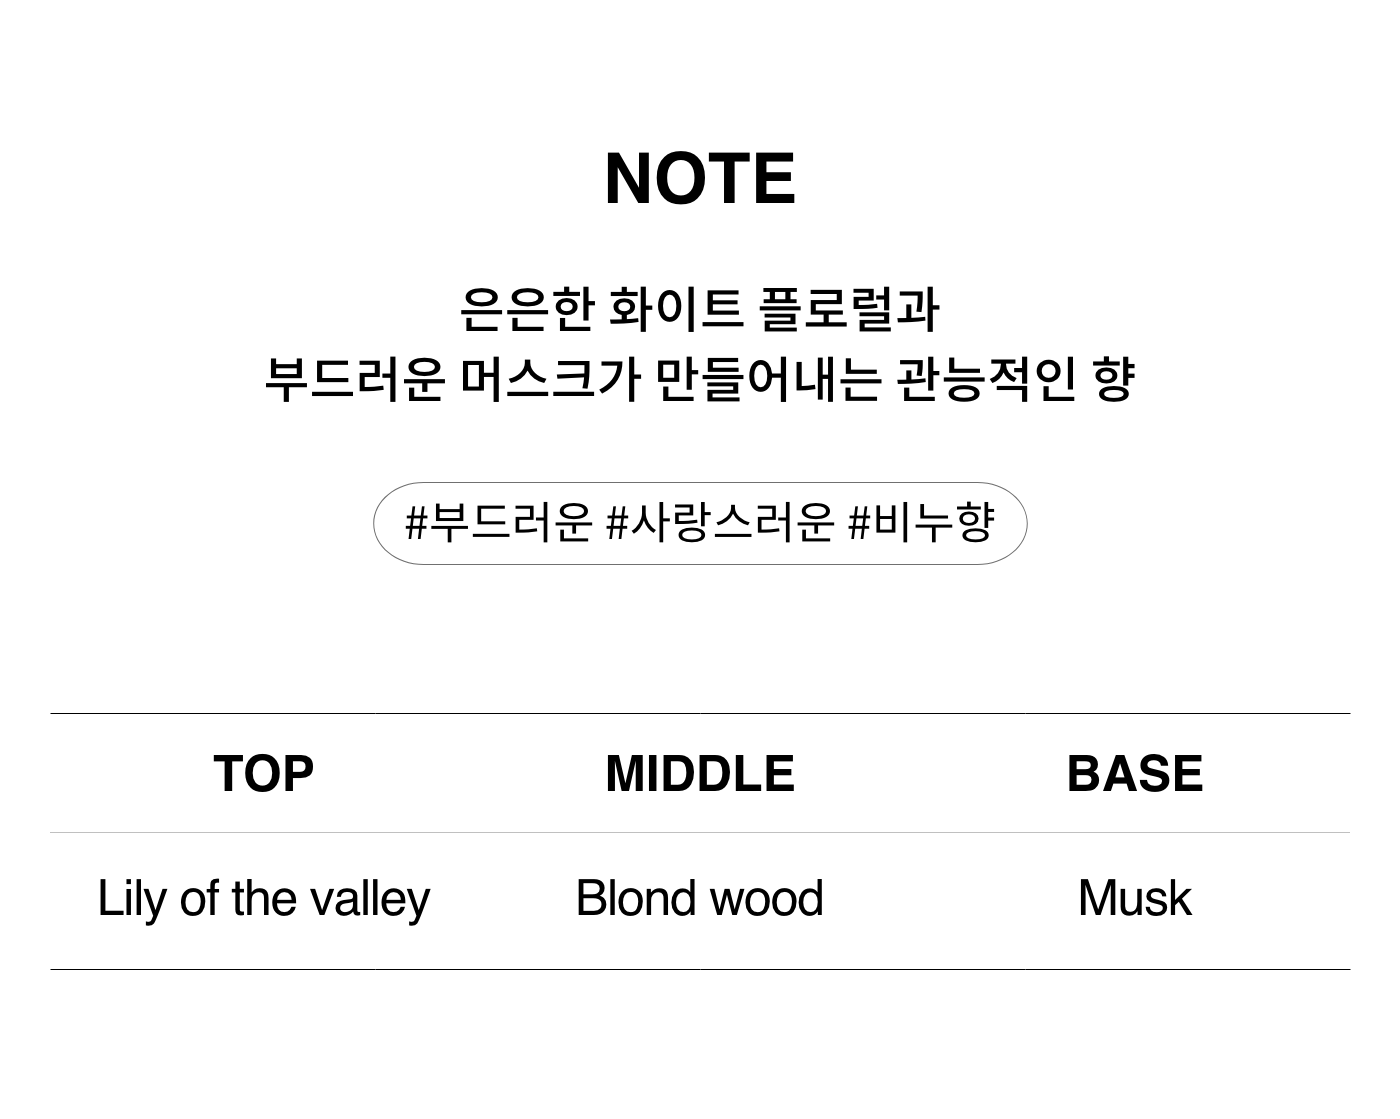 NOTE
은은한 화이트 플로럴과
부드러운 머스크가 만들어내는 관능적인 향
#부드러운 #사랑스러운 #비누향
TOP MIDDLE BASE
Lily of the valley Blond wood Musk